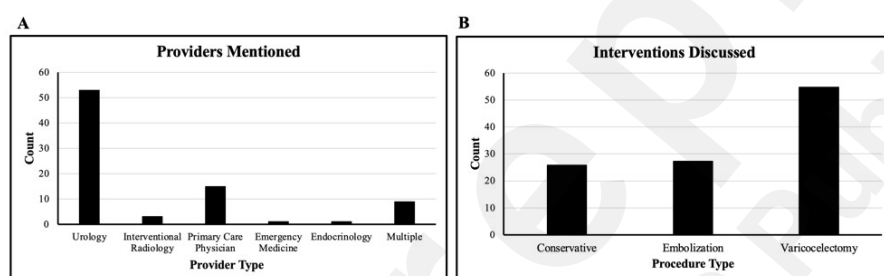 A
Providers Mentioned
60
50
40
30
20
10
0
Count
Urology
Interventional Radiology
Primary Care Physician
Emergency Medicine
Endocrinology
Multiple
Provider Type
B
Interventions Discussed
60
50
40
30
20
10
0
Count
Conservative
Embolization
Varicocelectomy
Procedure Type